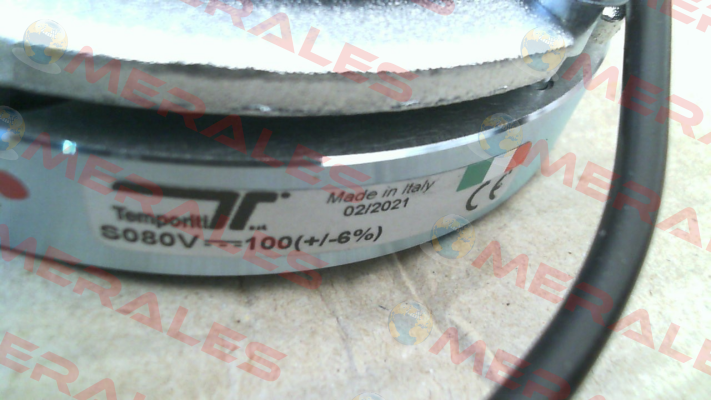 Temporiti
Made in Italy
02/2021
CE
S080V⎓100(+/-6%)
MERALES
MERALES
MERALES
MERALES
MERALES